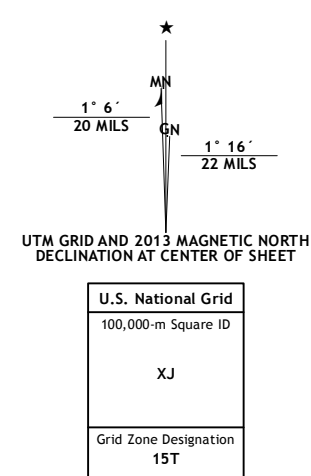 ★
MN
1° 6´
20 MILS
GN
1° 16´
22 MILS
UTM GRID AND 2013 MAGNETIC NORTH
DECLINATION AT CENTER OF SHEET
U.S. National Grid
100,000-m Square ID
XJ
Grid Zone Designation
15T